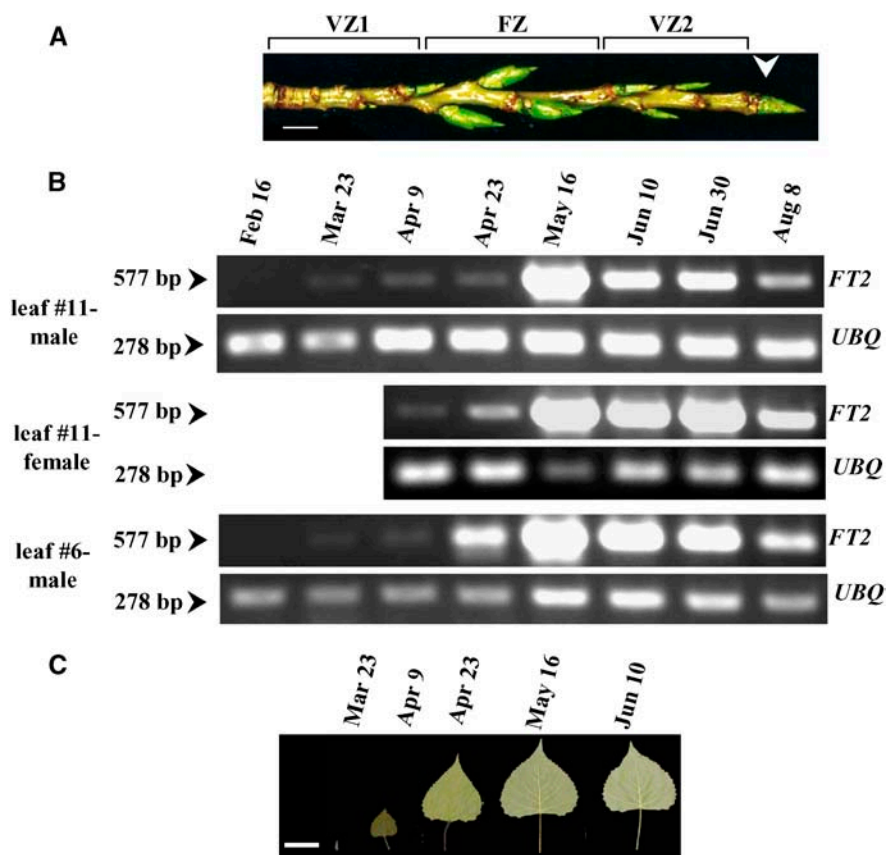 A
VZ1 FZ VZ2
B
Feb 16 Mar 23 Apr 9 Apr 23 May 16 Jun 10 Jun 30 Aug 8
leaf #11-
male
577 bp FT2
278 bp UBQ
leaf #11-
female
577 bp FT2
278 bp UBQ
leaf #6-
male
577 bp FT2
278 bp UBQ
C
Mar 23 Apr 9 Apr 23 May 16 Jun 10